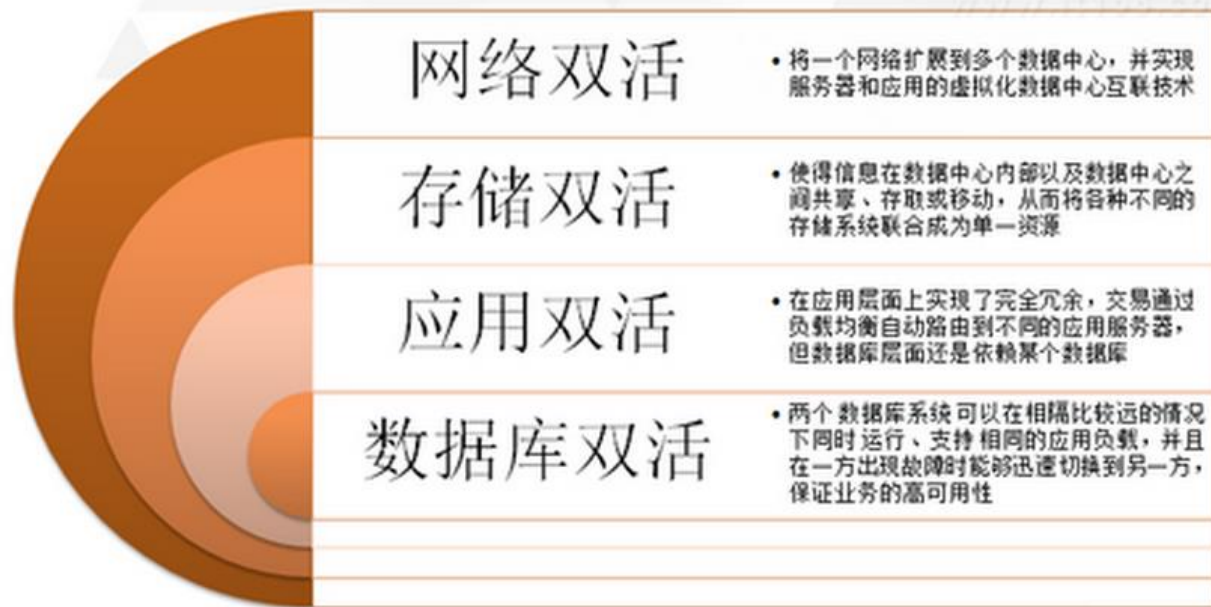 网络双活
• 将一个网络扩展到多个数据中心，并实现
服务器和应用的虚拟化数据中心互联技术
存储双活
• 使得信息在数据中心内部以及数据中心之
间共享、存取或移动，从而将各种不同的
存储系统联合成为单一资源
应用双活
• 在应用层面上实现了完全冗余，交易通过
负载均衡自动路由到不同的应用服务器，
但数据库层面还是依赖某个数据库
数据库双活
• 两个数据库系统可以在相隔比较远的情况
下同时运行、支持相同的应用负载，并且
在一方出现故障时能够迅速切换到另一方，
保证业务的高可用性